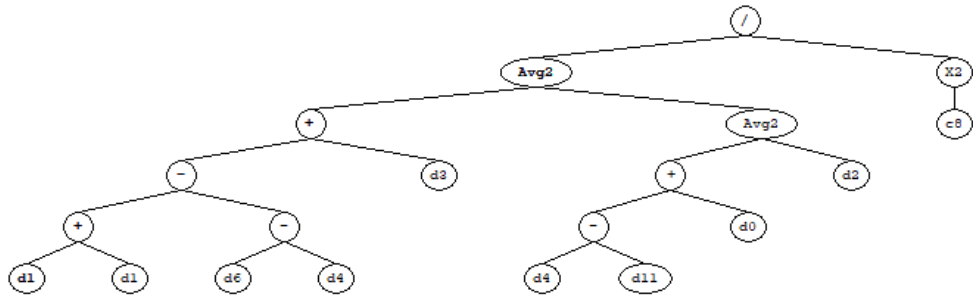 /
Avg2 X2
+ Avg2 c8
- d3 + d2
+ - - d0
d1 d1 d6 d4 d4 d11